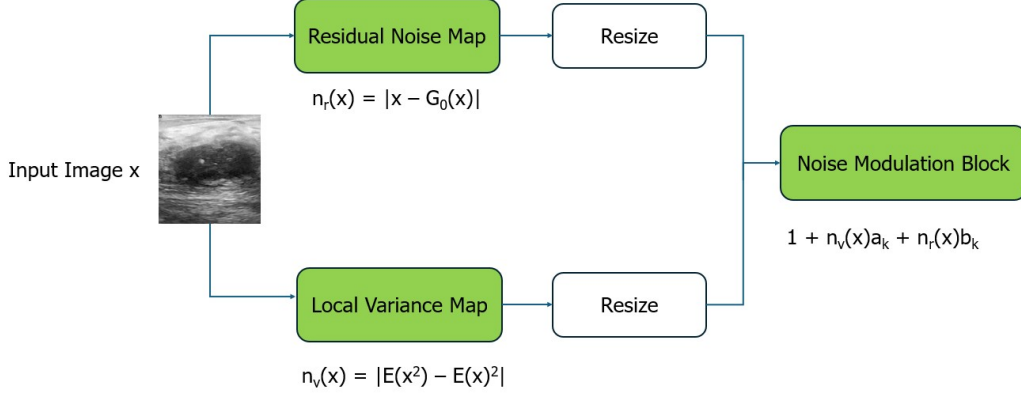 Residual Noise Map
Resize
nᵣ(x) = |x – G₀(x)|
Input Image x
Noise Modulation Block
1 + nᵥ(x)aₖ + nᵣ(x)bₖ
Local Variance Map
Resize
nᵥ(x) = |E(x²) – E(x)²|